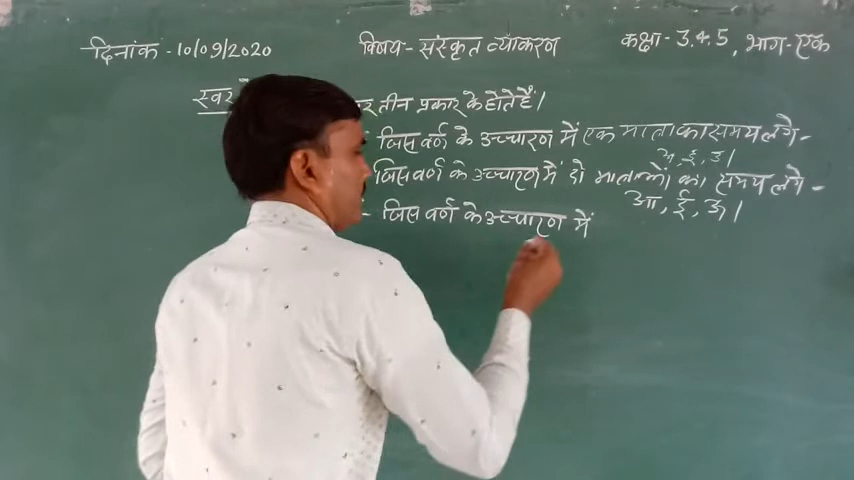 दिनांक - 10/09/2020 विषय - संस्कृत व्याकरण कक्षा - 3.4.5, भाग - एक
स्वर तीन प्रकार के होते हैं।
- जिस वर्ण के उच्चारण में एक मात्रा का समय लगे -
अ, इ, उ।
जिस वर्ण के उच्चारण में दो मात्राओं का समय लगे -
आ, ई, ऊ।
- जिस वर्ण के उच्चारण में